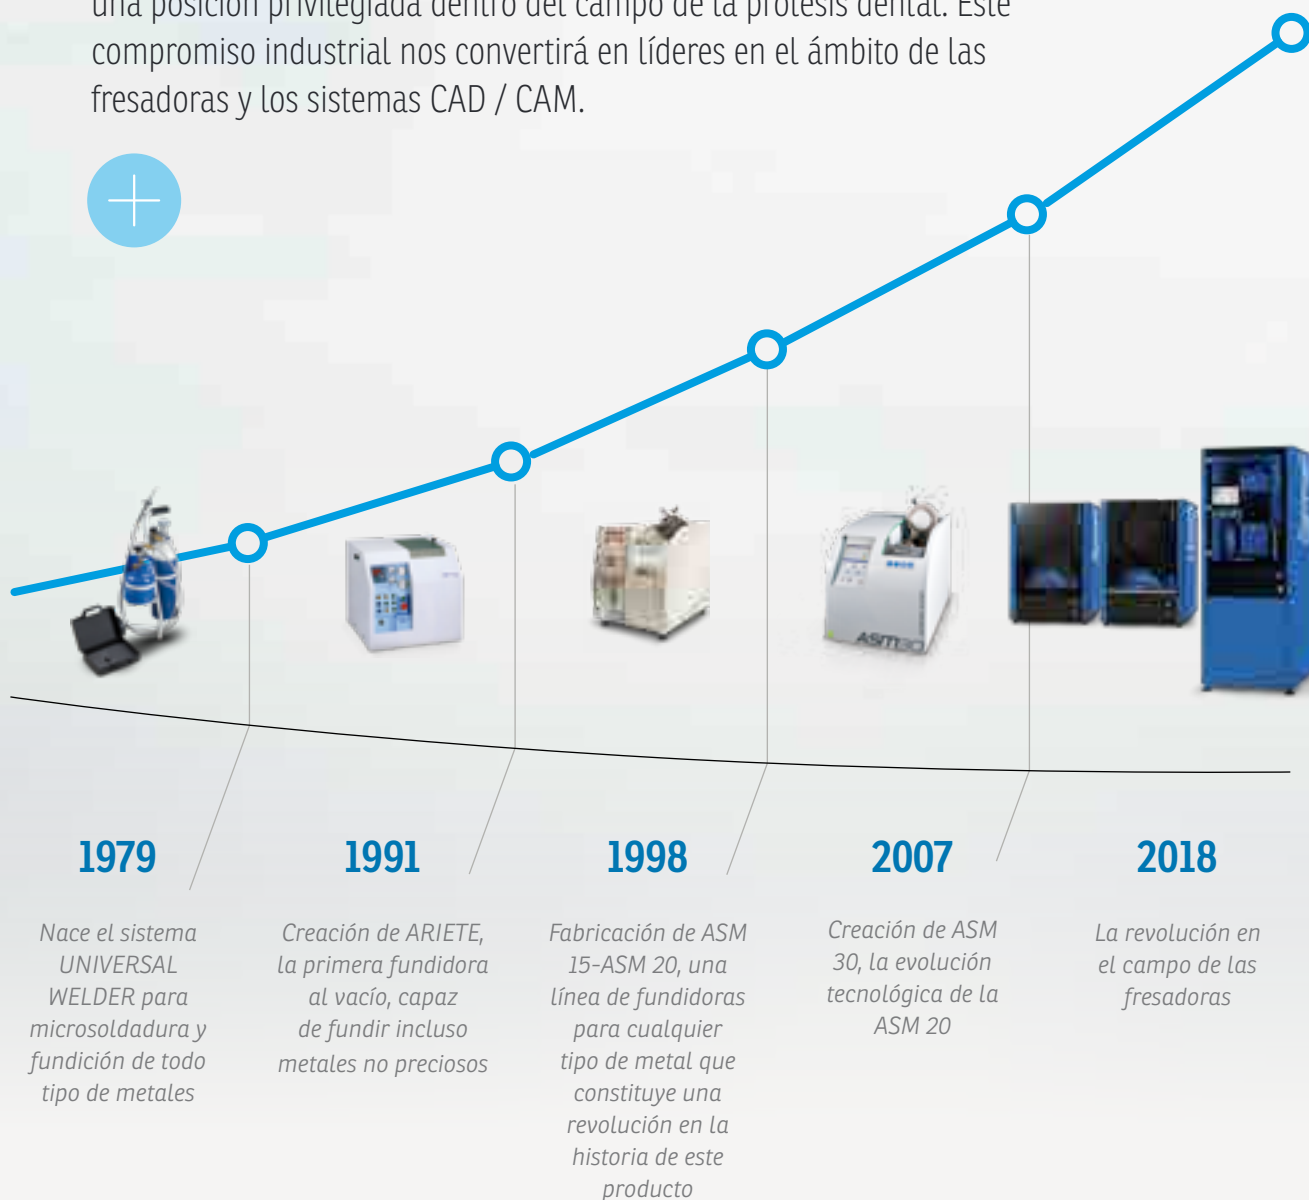 una posición privilegiada dentro del campo de la prótesis dental. Este
compromiso industrial nos convertirá en líderes en el ámbito de las
fresadoras y los sistemas CAD / CAM.
ASM30
1979
Nace el sistema
UNIVERSAL
WELDER para
microsoldadura y
fundición de todo
tipo de metales
1991
Creación de ARIETE,
la primera fundidora
al vacío, capaz
de fundir incluso
metales no preciosos
1998
Fabricación de ASM
15-ASM 20, una
línea de fundidoras
para cualquier
tipo de metal que
constituye una
revolución en la
historia de este
producto
2007
Creación de ASM
30, la evolución
tecnológica de la
ASM 20
2018
La revolución en
el campo de las
fresadoras